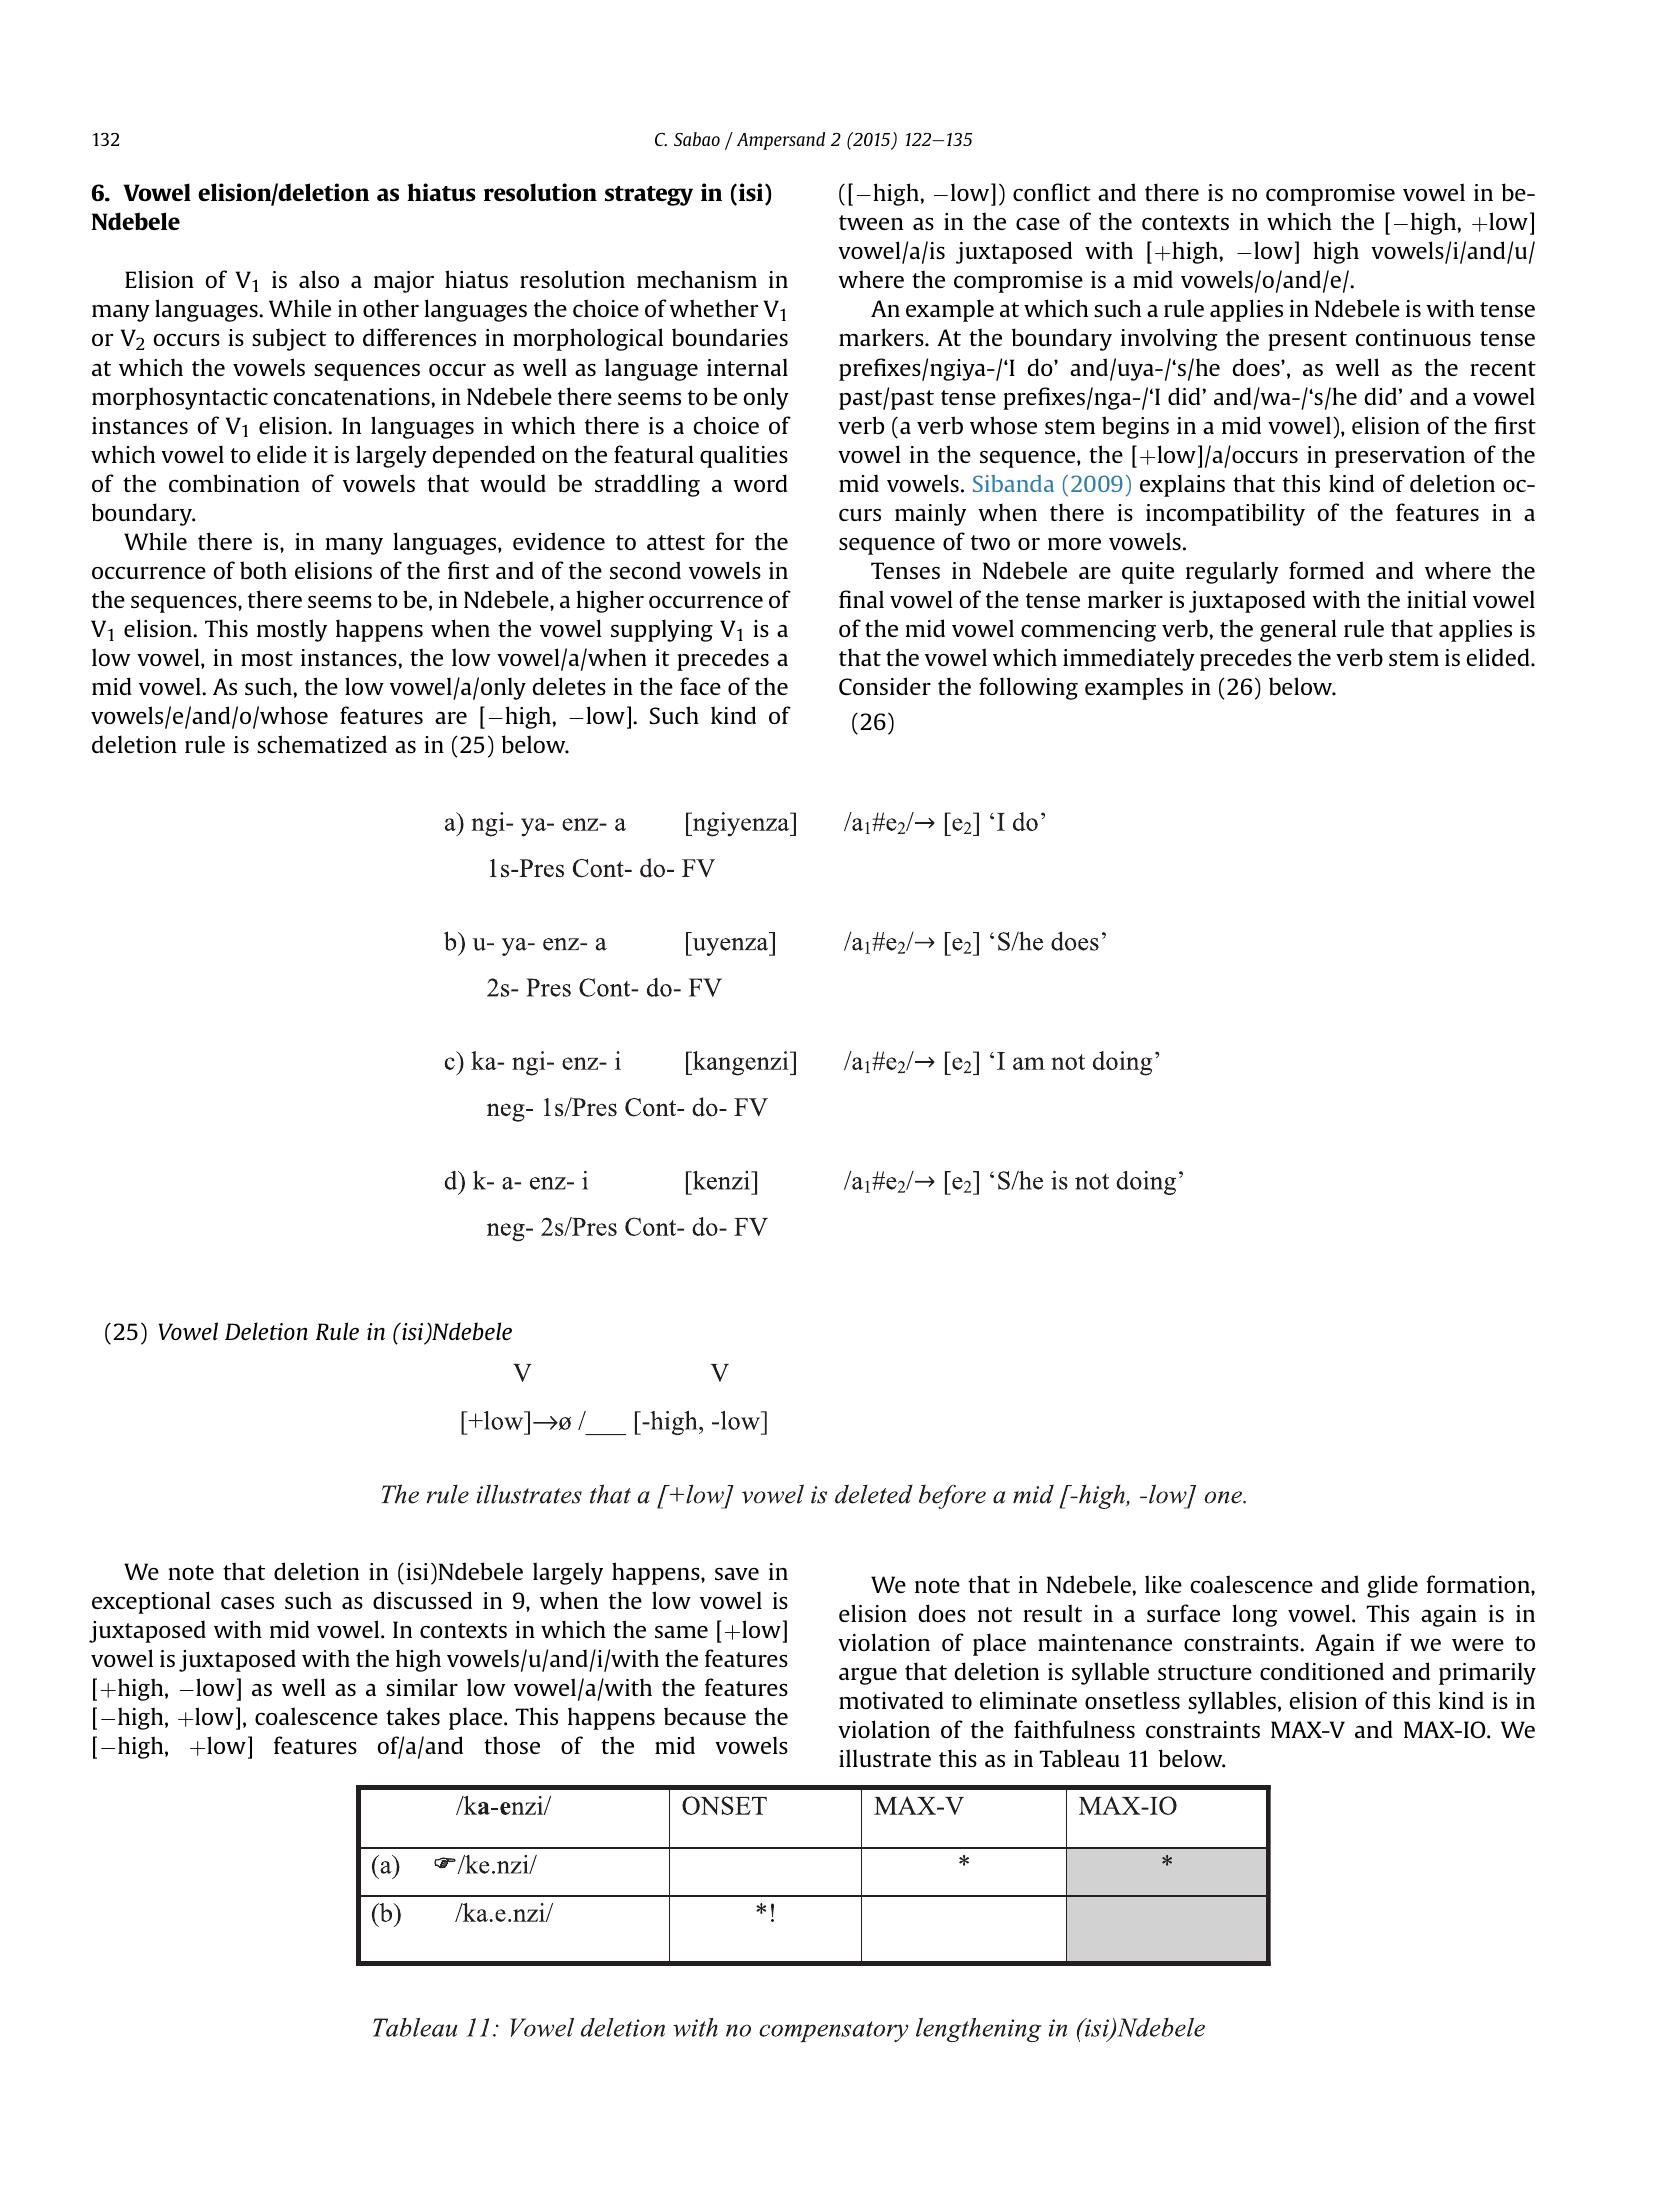 132
C. Sabao / Ampersand 2 (2015) 122–135
6. Vowel elision/deletion as hiatus resolution strategy in (isi)
Ndebele
Elision of V₁ is also a major hiatus resolution mechanism in
many languages. While in other languages the choice of whether V₁
or V₂ occurs is subject to differences in morphological boundaries
at which the vowels sequences occur as well as language internal
morphosyntactic concatenations, in Ndebele there seems to be only
instances of V₁ elision. In languages in which there is a choice of
which vowel to elide it is largely depended on the featural qualities
of the combination of vowels that would be straddling a word
boundary.
While there is, in many languages, evidence to attest for the
occurrence of both elisions of the first and of the second vowels in
the sequences, there seems to be, in Ndebele, a higher occurrence of
V₁ elision. This mostly happens when the vowel supplying V₁ is a
low vowel, in most instances, the low vowel/a/when it precedes a
mid vowel. As such, the low vowel/a/only deletes in the face of the
vowels/e/and/o/whose features are [−high, −low]. Such kind of
deletion rule is schematized as in (25) below.
([−high, −low]) conflict and there is no compromise vowel in be-
tween as in the case of the contexts in which the [−high, +low]
vowel/a/is juxtaposed with [+high, −low] high vowels/i/and/u/
where the compromise is a mid vowels/o/and/e/.
An example at which such a rule applies in Ndebele is with tense
markers. At the boundary involving the present continuous tense
prefixes/ngiya-/‘I do’ and/uya-/‘s/he does’, as well as the recent
past/past tense prefixes/nga-/‘I did’ and/wa-/‘s/he did’ and a vowel
verb (a verb whose stem begins in a mid vowel), elision of the first
vowel in the sequence, the [+low]/a/occurs in preservation of the
mid vowels. Sibanda (2009) explains that this kind of deletion oc-
curs mainly when there is incompatibility of the features in a
sequence of two or more vowels.
Tenses in Ndebele are quite regularly formed and where the
final vowel of the tense marker is juxtaposed with the initial vowel
of the mid vowel commencing verb, the general rule that applies is
that the vowel which immediately precedes the verb stem is elided.
Consider the following examples in (26) below.
(26)
a) ngi- ya- enz- a [ngiyenza] /a₁#e₂/→ [e₂] ‘I do’
1s-Pres Cont- do- FV
b) u- ya- enz- a [uyenza] /a₁#e₂/→ [e₂] ‘S/he does’
2s- Pres Cont- do- FV
c) ka- ngi- enz- i [kangenzi] /a₁#e₂/→ [e₂] ‘I am not doing’
neg- 1s/Pres Cont- do- FV
d) k- a- enz- i [kenzi] /a₁#e₂/→ [e₂] ‘S/he is not doing’
neg- 2s/Pres Cont- do- FV
(25) Vowel Deletion Rule in (isi)Ndebele
V V
[+low]→ø /___ [-high, -low]
The rule illustrates that a [+low] vowel is deleted before a mid [-high, -low] one.
We note that deletion in (isi)Ndebele largely happens, save in
exceptional cases such as discussed in 9, when the low vowel is
juxtaposed with mid vowel. In contexts in which the same [+low]
vowel is juxtaposed with the high vowels/u/and/i/with the features
[+high, −low] as well as a similar low vowel/a/with the features
[−high, +low], coalescence takes place. This happens because the
[−high, +low] features of/a/and those of the mid vowels
We note that in Ndebele, like coalescence and glide formation,
elision does not result in a surface long vowel. This again is in
violation of place maintenance constraints. Again if we were to
argue that deletion is syllable structure conditioned and primarily
motivated to eliminate onsetless syllables, elision of this kind is in
violation of the faithfulness constraints MAX-V and MAX-IO. We
illustrate this as in Tableau 11 below.
/ka-enzi/ ONSET MAX-V MAX-IO
(a) ☞/ke.nzi/ * *
(b) /ka.e.nzi/ *!
Tableau 11: Vowel deletion with no compensatory lengthening in (isi)Ndebele